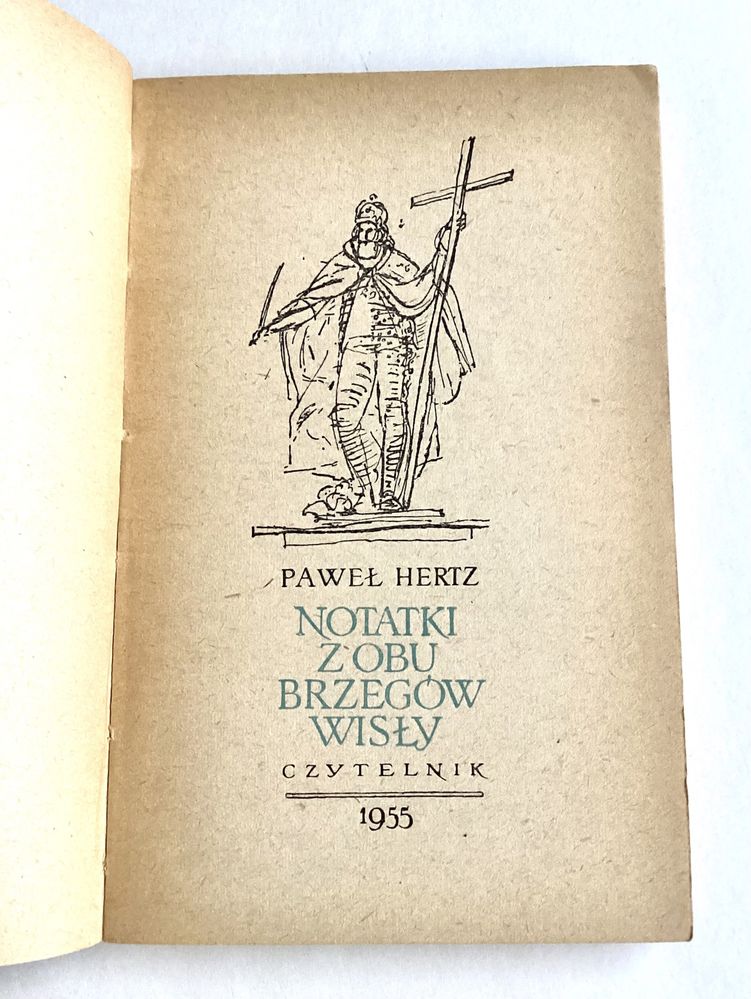 PAWEŁ HERTZ
NOTATKI
Z OBU
BRZEGÓW
WISŁY
CZYTELNIK
1955